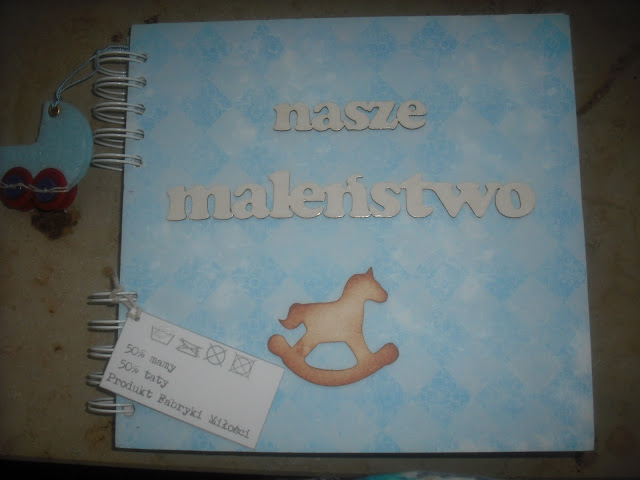 nasze
maleństwo
50% mamy
50% taty
Produkt Fabryki Miłości